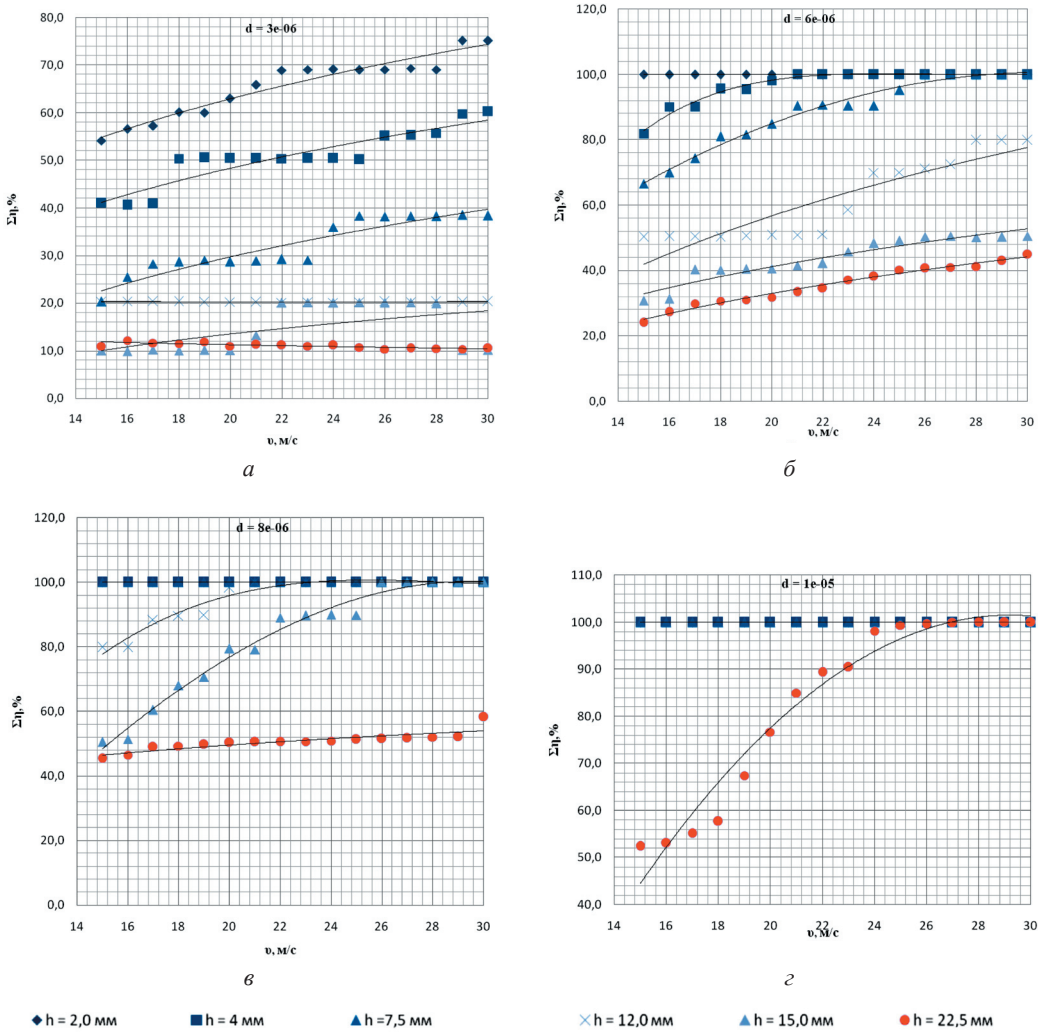 d = 3e-06
80,0
70,0
60,0
50,0
40,0
30,0
20,0
10,0
0,0
Ση,%
14 16 18 20 22 24 26 28 30
υ, м/с
а
d = 6e-06
120,0
100,0
80,0
60,0
40,0
20,0
0,0
Ση,%
14 16 18 20 22 24 26 28 30
υ, м/с
б
d = 8e-06
120,0
100,0
80,0
60,0
40,0
20,0
0,0
Ση,%
14 16 18 20 22 24 26 28 30
υ, м/с
в
d = 1e-05
110,0
100,0
90,0
80,0
70,0
60,0
50,0
40,0
Ση,%
14 16 18 20 22 24 26 28 30
υ, м/с
г
h = 2,0 мм h = 4 мм h =7,5 мм h = 12,0 мм h = 15,0 мм h = 22,5 мм